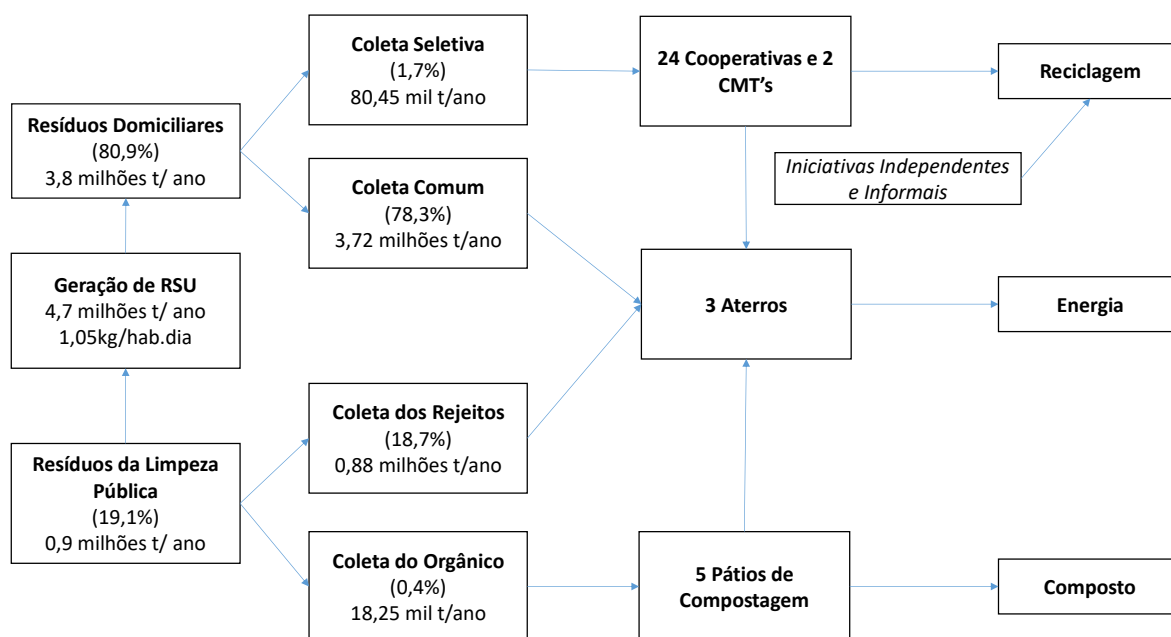 Resíduos Domiciliares
(80,9%)
3,8 milhões t/ ano
Geração de RSU
4,7 milhões t/ ano
1,05kg/hab.dia
Resíduos da Limpeza
Pública
(19,1%)
0,9 milhões t/ ano
Coleta Seletiva
(1,7%)
80,45 mil t/ano
Coleta Comum
(78,3%)
3,72 milhões t/ano
Coleta dos Rejeitos
(18,7%)
0,88 milhões t/ano
Coleta do Orgânico
(0,4%)
18,25 mil t/ano
24 Cooperativas e 2
CMT’s
3 Aterros
5 Pátios de
Compostagem
Reciclagem
Iniciativas Independentes
e Informais
Energia
Composto